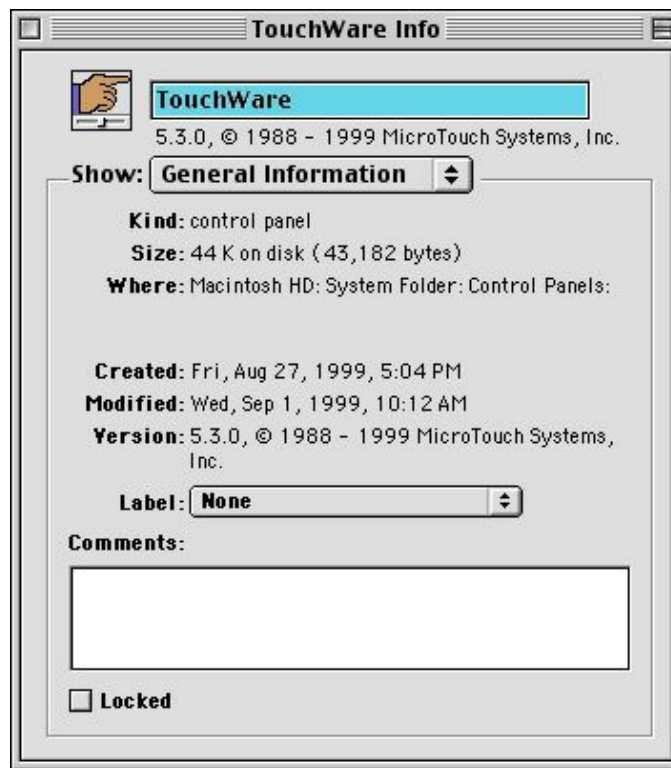 TouchWare Info
TouchWare
5.3.0, © 1988 - 1999 MicroTouch Systems, Inc.
Show: General Information
Kind: control panel
Size: 44 K on disk (43,182 bytes)
Where: Macintosh HD: System Folder: Control Panels:
Created: Fri, Aug 27, 1999, 5:04 PM
Modified: Wed, Sep 1, 1999, 10:12 AM
Version: 5.3.0, © 1988 - 1999 MicroTouch Systems,
Inc.
Label: None
Comments:
Locked